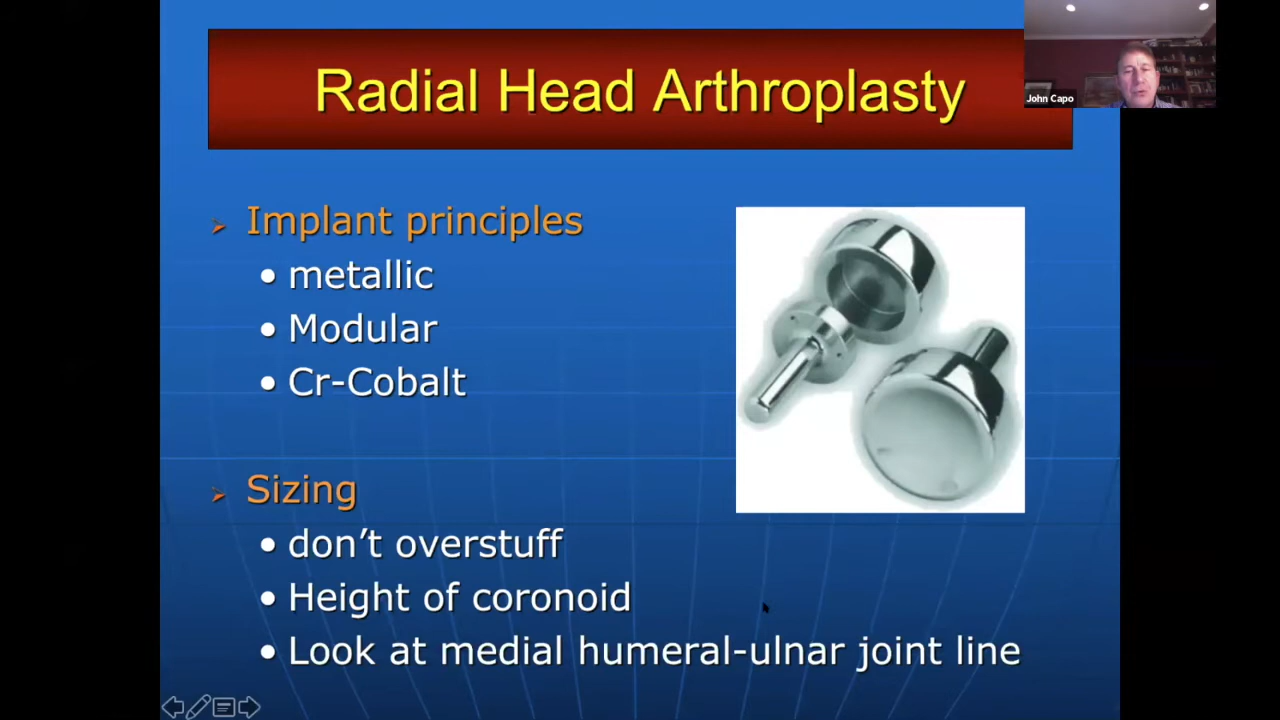 Radial Head Arthroplasty
John Capo
Implant principles
metallic
Modular
Cr-Cobalt
Sizing
don't overstuff
Height of coronoid
Look at medial humeral-ulnar joint line